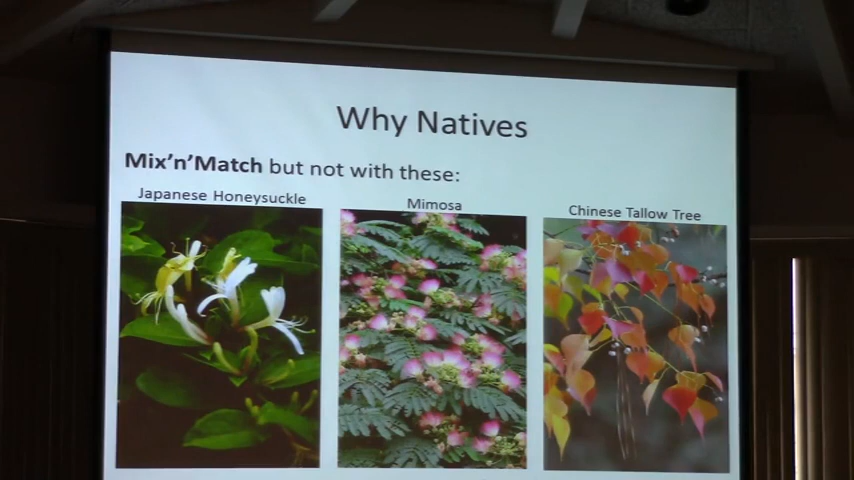 Why Natives
Mix'n'Match but not with these:
Japanese Honeysuckle
Mimosa
Chinese Tallow Tree